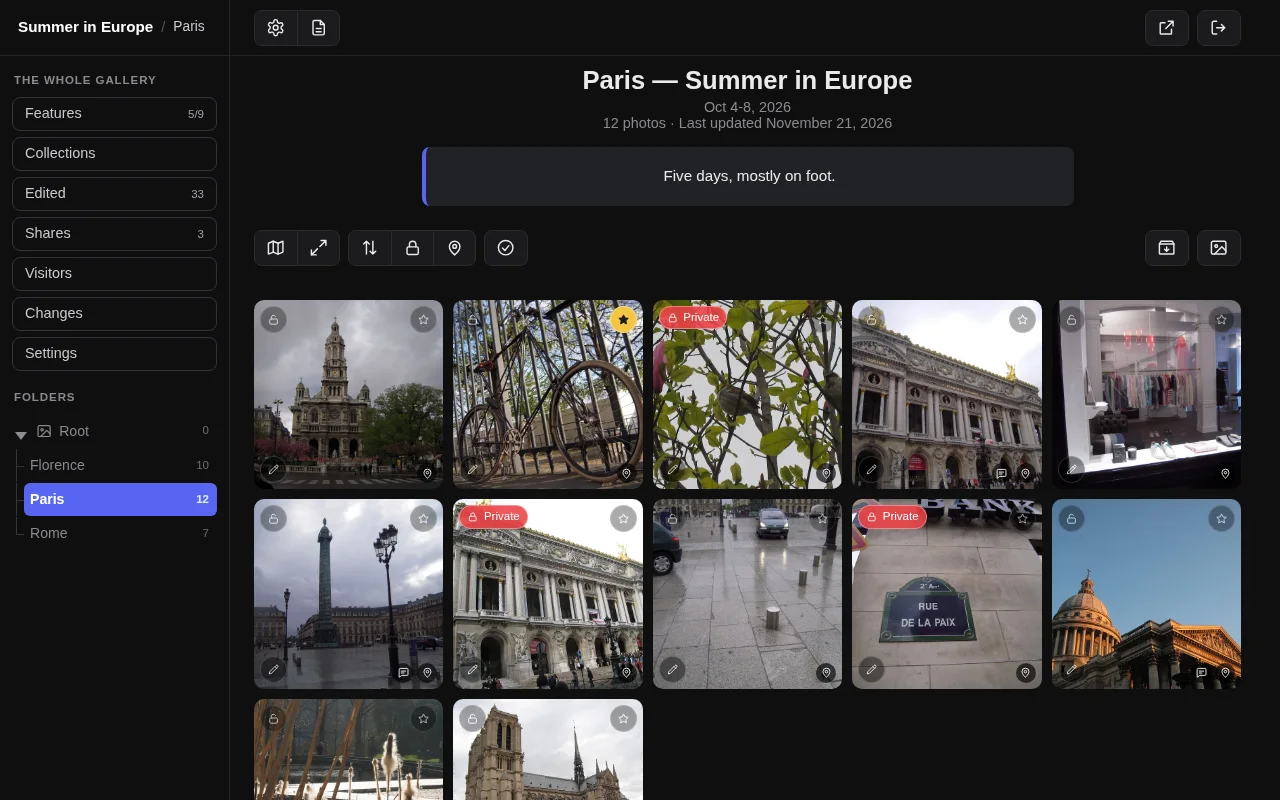 Summer in Europe / Paris
THE WHOLE GALLERY
Features 5/9
Collections
Edited 33
Shares 3
Visitors
Changes
Settings
FOLDERS
Root 0
Florence 10
Paris 12
Rome 7
Paris — Summer in Europe
Oct 4-8, 2026
12 photos · Last updated November 21, 2026
Five days, mostly on foot.
Private
Private
Private
BANK
RUE
DE LA PAIX